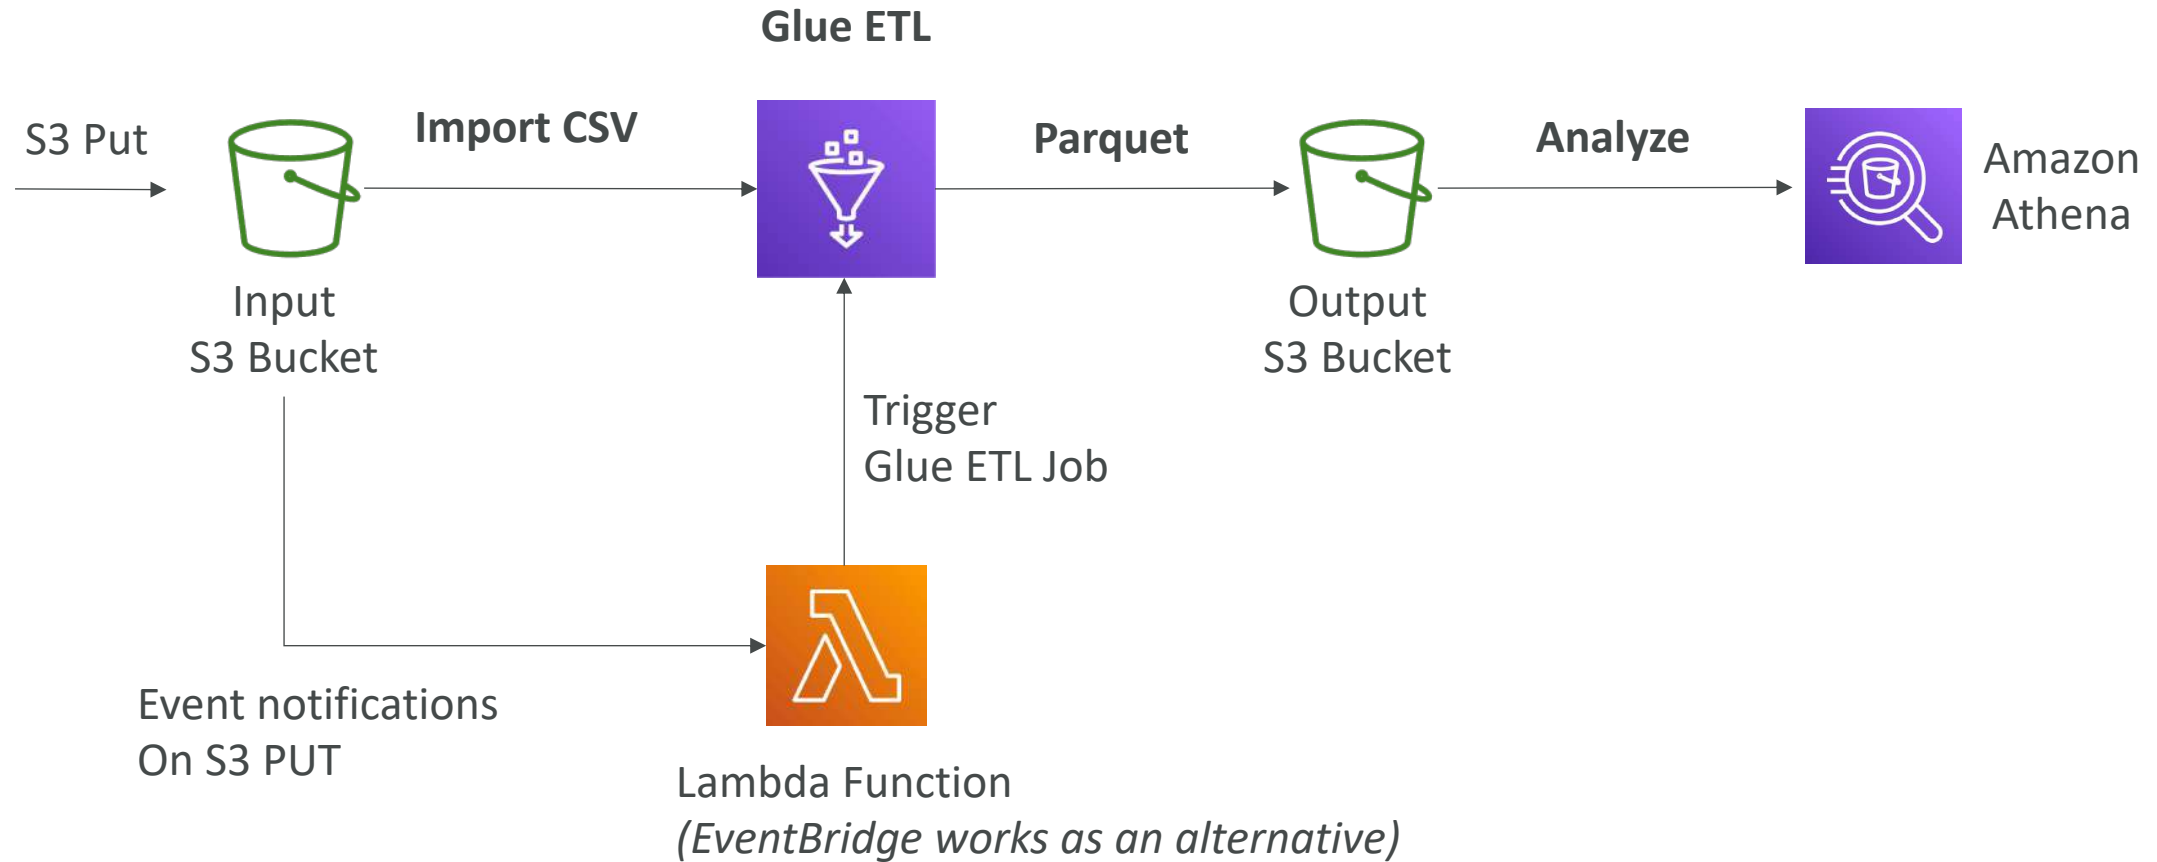 Glue ETL
S3 Put
Import CSV
Parquet
Analyze
Amazon
Athena
Input
S3 Bucket
Output
S3 Bucket
Trigger
Glue ETL Job
Event notifications
On S3 PUT
Lambda Function
(EventBridge works as an alternative)